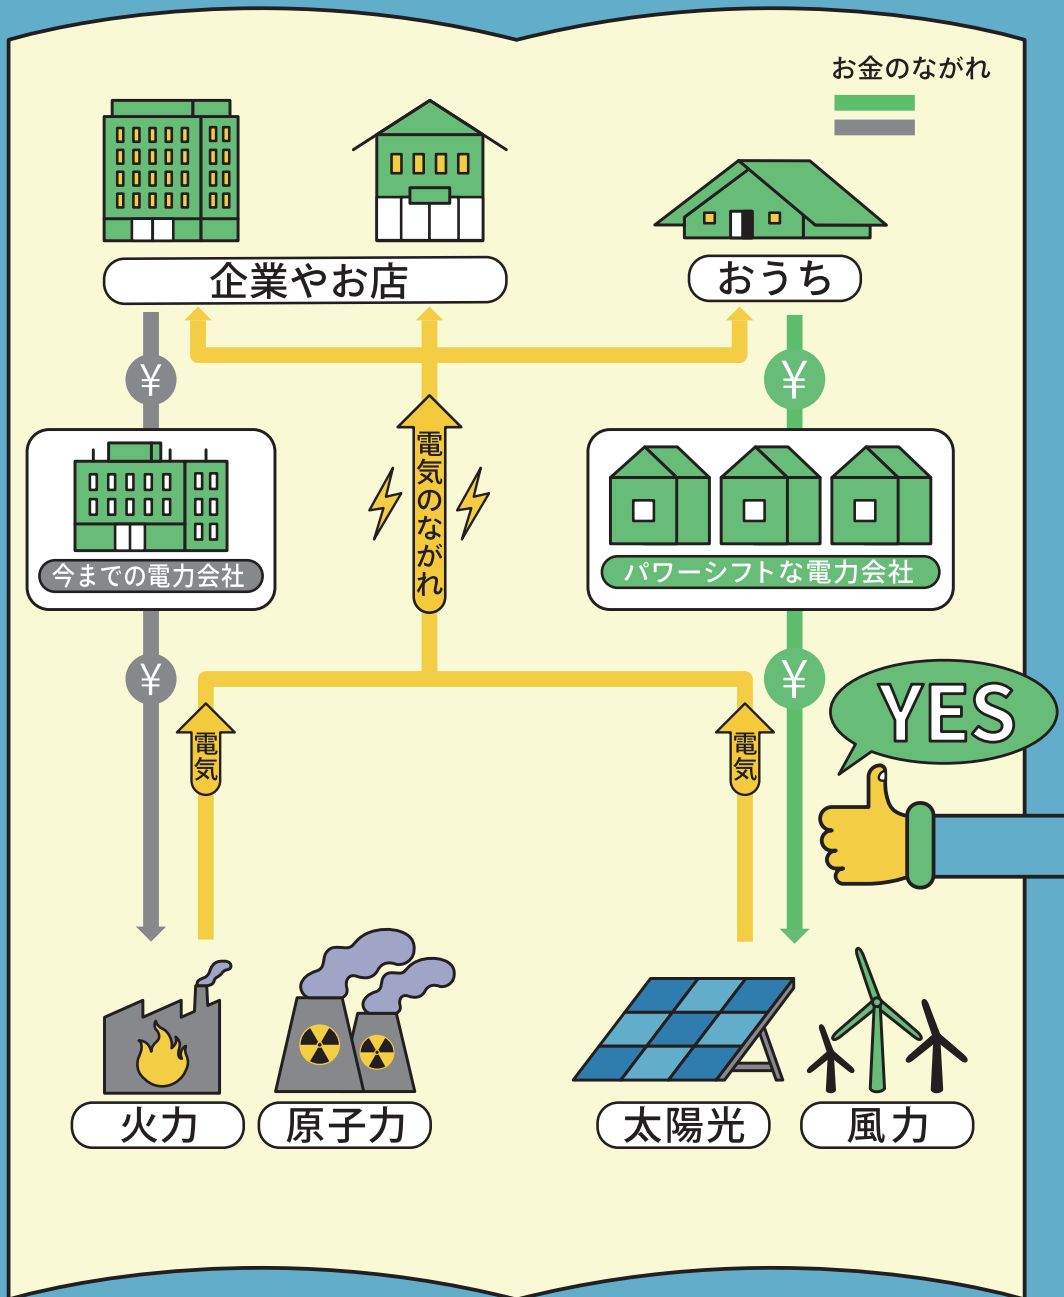 お金のながれ
企業やお店
おうち
¥
¥
電気のながれ
今までの電力会社
パワーシフトな電力会社
¥
¥
YES
電気
電気
火力
原子力
太陽光
風力